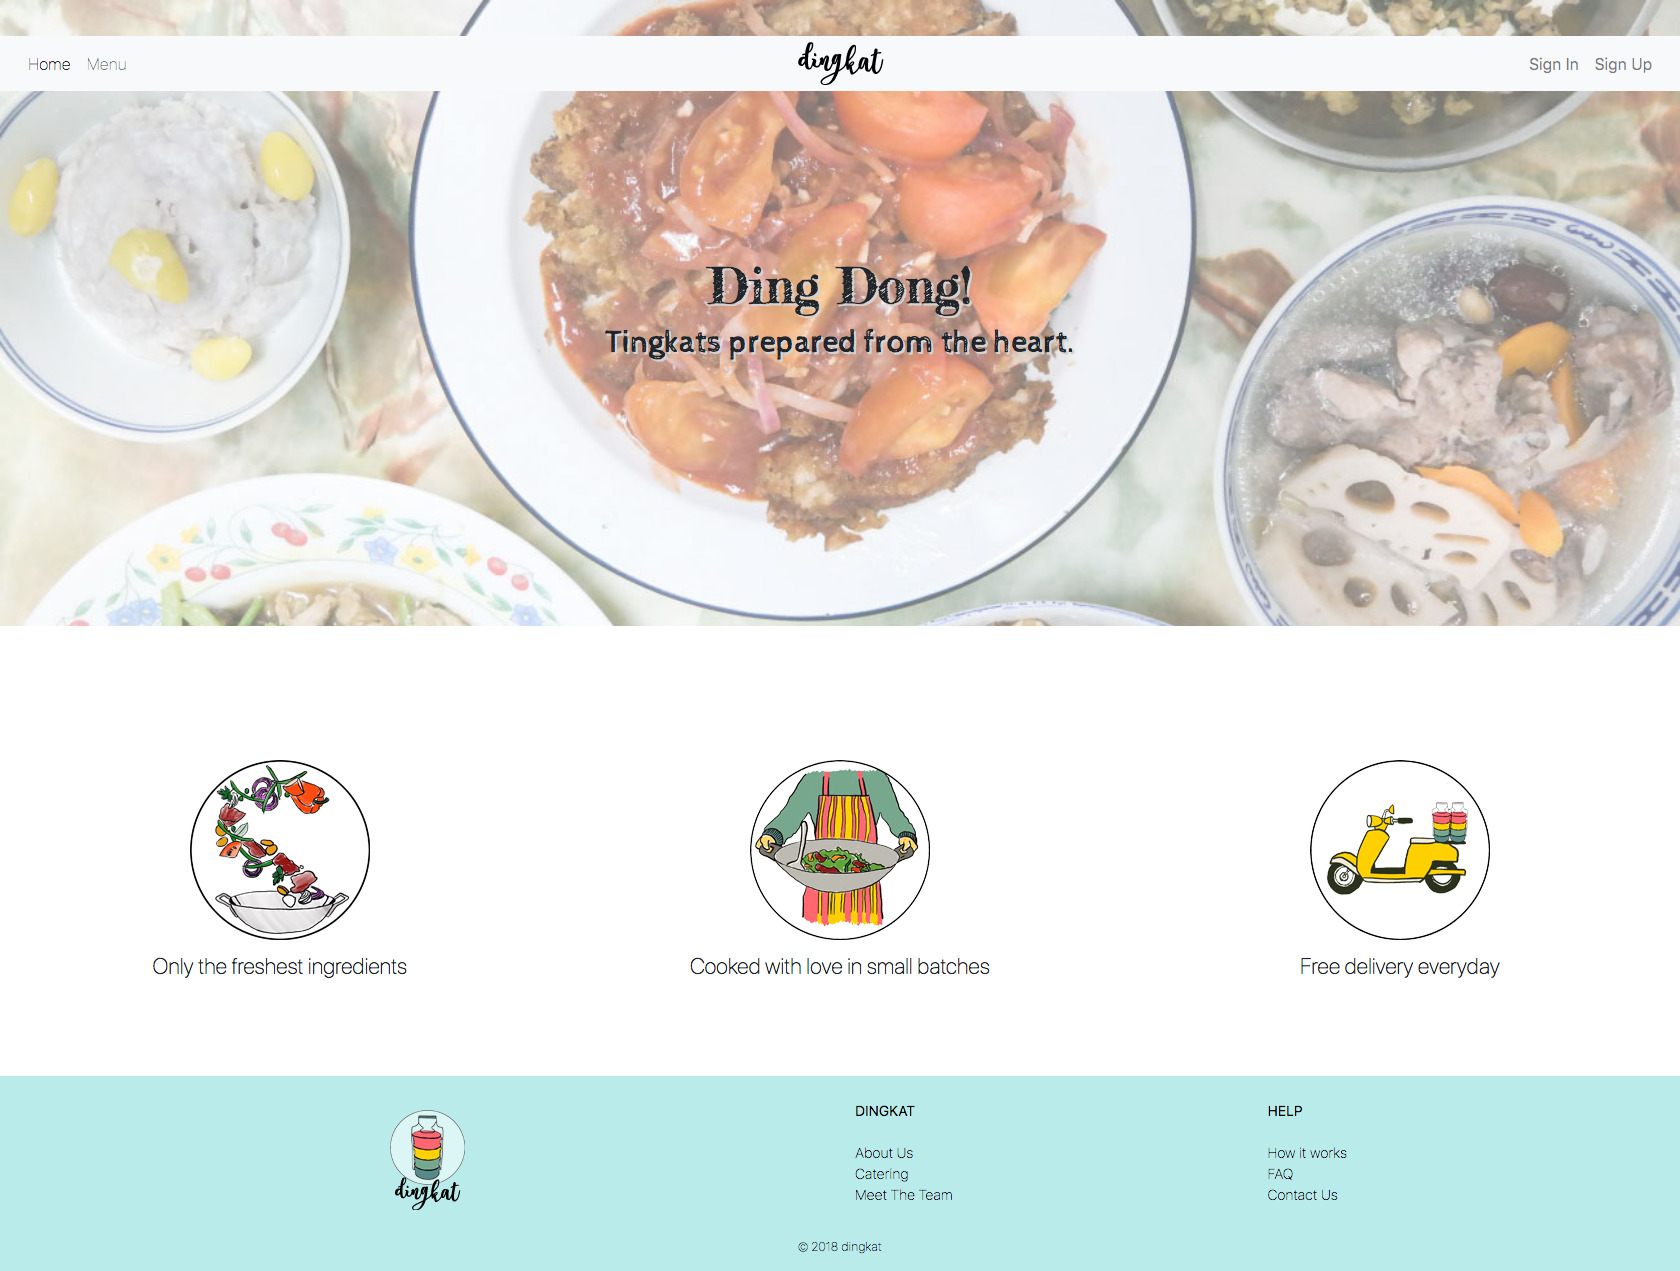 Home Menu dingkat Sign In Sign Up
Ding Dong!
Tingkats prepared from the heart.
Only the freshest ingredients
Cooked with love in small batches
Free delivery everyday
dingkat
DINGKAT
About Us
Catering
Meet The Team
HELP
How it works
FAQ
Contact Us
© 2018 dingkat